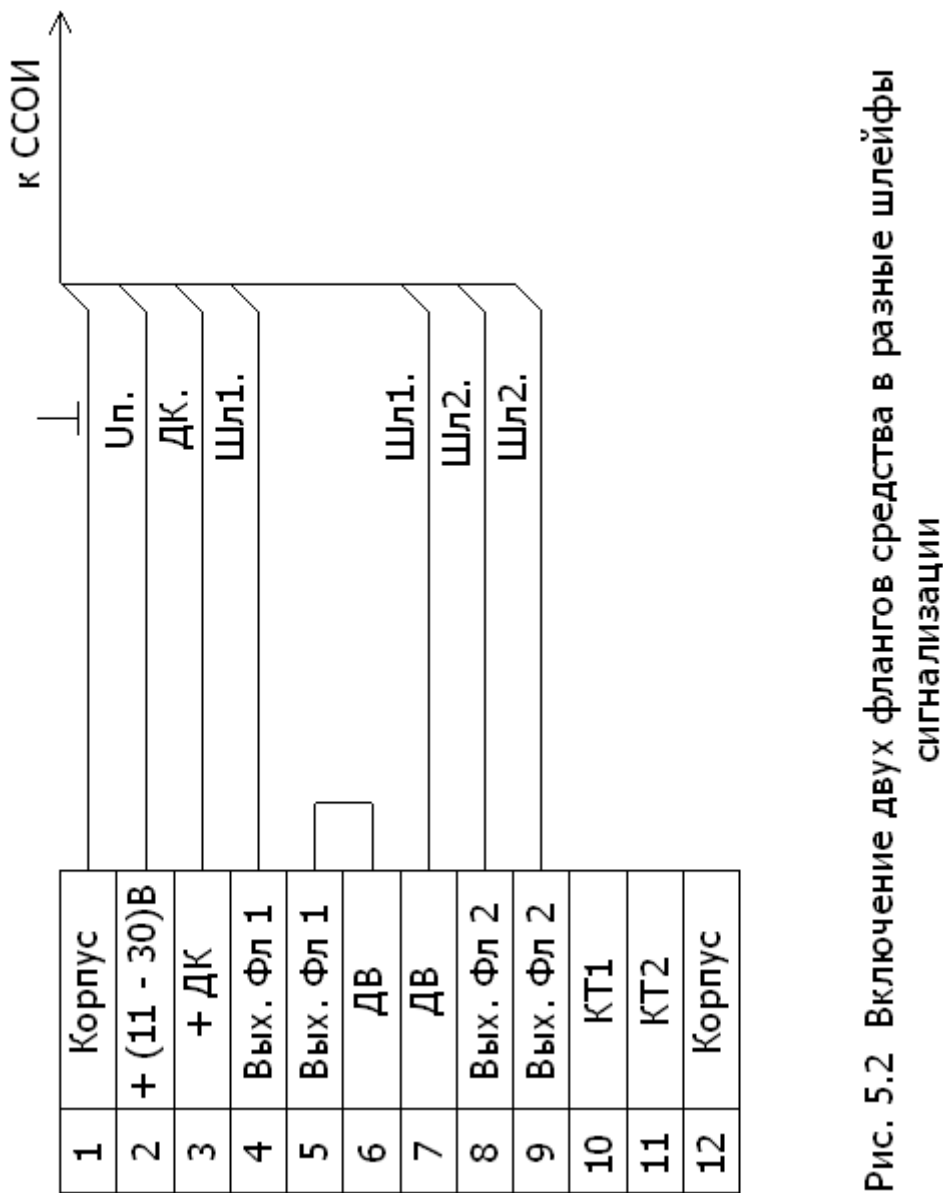 к ССОИ
1 Корпус
2 + (11 - 30)В Uп.
3 + ДК ДК.
4 Вых. Фл 1 Шл1.
5 Вых. Фл 1
6 ДВ
7 ДВ Шл1.
8 Вых. Фл 2 Шл2.
9 Вых. Фл 2 Шл2.
10 КТ1
11 КТ2
12 Корпус
Рис. 5.2 Включение двух флангов средства в разные шлейфы
сигнализации